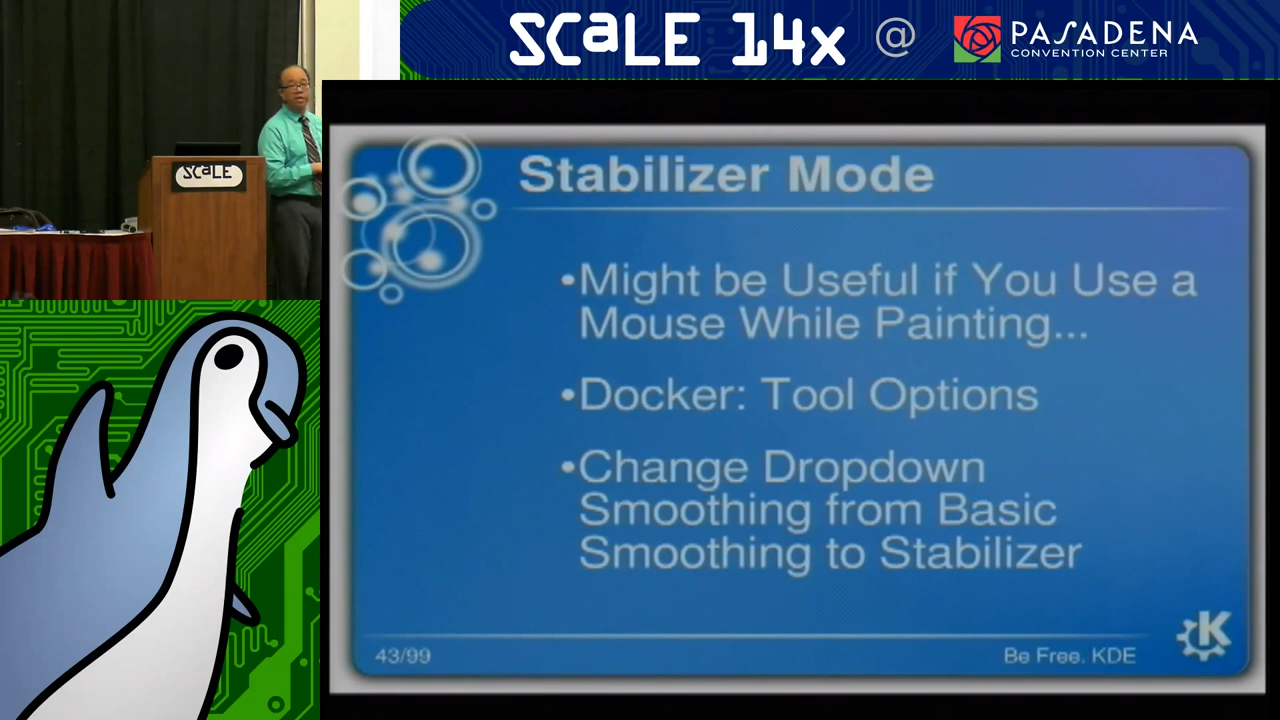 SCaLE 14x @ PASADENA
CONVENTION CENTER
SCaLE
Stabilizer Mode
•Might be Useful if You Use a
Mouse While Painting...
•Docker: Tool Options
•Change Dropdown
Smoothing from Basic
Smoothing to Stabilizer
43/99
Be Free. KDE
K